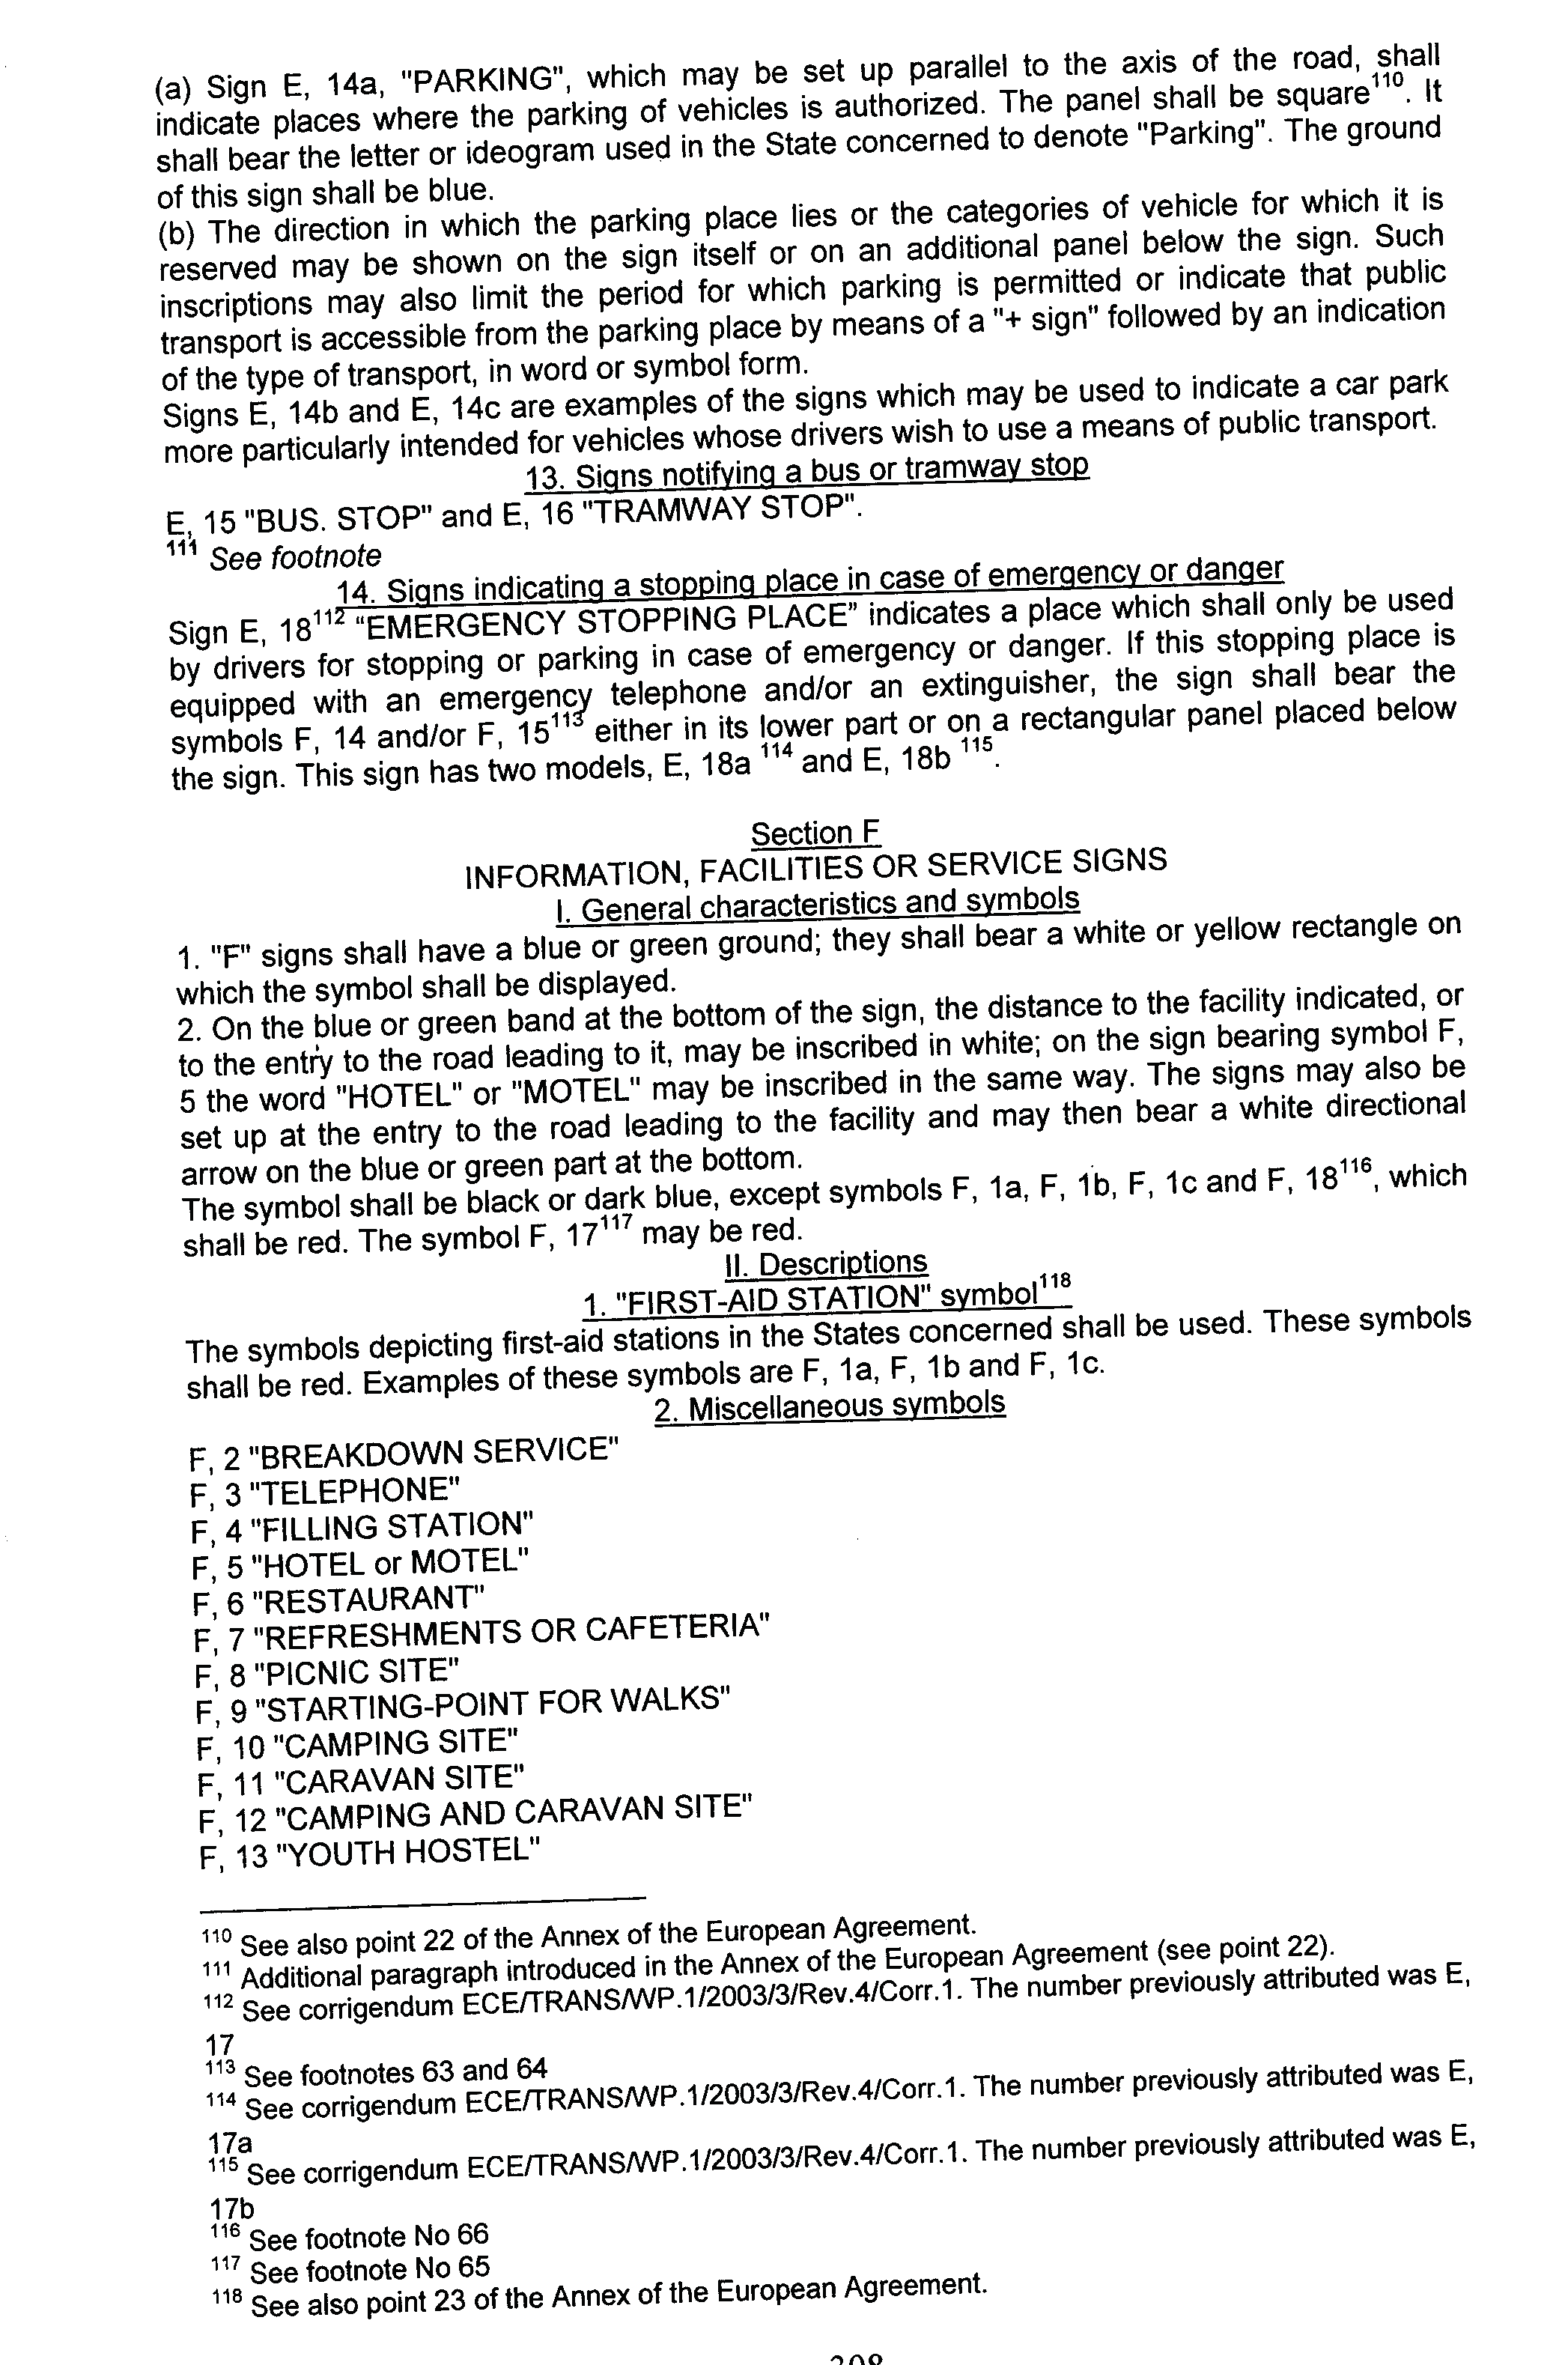 (a) Sign E, 14a, "PARKING", which may be set up parallel to the axis of the road, shall
indicate places where the parking of vehicles is authorized. The panel shall be square110. It
shall bear the letter or ideogram used in the State concerned to denote "Parking". The ground
of this sign shall be blue.
(b) The direction in which the parking place lies or the categories of vehicle for which it is
reserved may be shown on the sign itself or on an additional panel below the sign. Such
inscriptions may also limit the period for which parking is permitted or indicate that public
transport is accessible from the parking place by means of a "+ sign" followed by an indication
of the type of transport, in word or symbol form.
Signs E, 14b and E, 14c are examples of the signs which may be used to indicate a car park
more particularly intended for vehicles whose drivers wish to use a means of public transport.
13. Signs notifying a bus or tramway stop
E, 15 "BUS. STOP" and E, 16 "TRAMWAY STOP".
111 See footnote
14. Signs indicating a stopping place in case of emergency or danger
Sign E, 18112 “EMERGENCY STOPPING PLACE” indicates a place which shall only be used
by drivers for stopping or parking in case of emergency or danger. If this stopping place is
equipped with an emergency telephone and/or an extinguisher, the sign shall bear the
symbols F, 14 and/or F, 15113 either in its lower part or on a rectangular panel placed below
the sign. This sign has two models, E, 18a 114 and E, 18b 115.
Section F
INFORMATION, FACILITIES OR SERVICE SIGNS
I. General characteristics and symbols
1. "F" signs shall have a blue or green ground; they shall bear a white or yellow rectangle on
which the symbol shall be displayed.
2. On the blue or green band at the bottom of the sign, the distance to the facility indicated, or
to the entry to the road leading to it, may be inscribed in white; on the sign bearing symbol F,
5 the word "HOTEL" or "MOTEL" may be inscribed in the same way. The signs may also be
set up at the entry to the road leading to the facility and may then bear a white directional
arrow on the blue or green part at the bottom.
The symbol shall be black or dark blue, except symbols F, 1a, F, 1b, F, 1c and F, 18116, which
shall be red. The symbol F, 17117 may be red.
II. Descriptions
1. "FIRST-AID STATION" symbol118
The symbols depicting first-aid stations in the States concerned shall be used. These symbols
shall be red. Examples of these symbols are F, 1a, F, 1b and F, 1c.
2. Miscellaneous symbols
F, 2 "BREAKDOWN SERVICE"
F, 3 "TELEPHONE"
F, 4 "FILLING STATION"
F, 5 "HOTEL or MOTEL"
F, 6 "RESTAURANT"
F, 7 "REFRESHMENTS OR CAFETERIA"
F, 8 "PICNIC SITE"
F, 9 "STARTING-POINT FOR WALKS"
F, 10 "CAMPING SITE"
F, 11 "CARAVAN SITE"
F, 12 "CAMPING AND CARAVAN SITE"
F, 13 "YOUTH HOSTEL"
110 See also point 22 of the Annex of the European Agreement.
111 Additional paragraph introduced in the Annex of the European Agreement (see point 22).
112 See corrigendum ECE/TRANS/WP.1/2003/3/Rev.4/Corr.1. The number previously attributed was E,
17
113 See footnotes 63 and 64
114 See corrigendum ECE/TRANS/WP.1/2003/3/Rev.4/Corr.1. The number previously attributed was E,
17a
115 See corrigendum ECE/TRANS/WP.1/2003/3/Rev.4/Corr.1. The number previously attributed was E,
17b
116 See footnote No 66
117 See footnote No 65
118 See also point 23 of the Annex of the European Agreement.